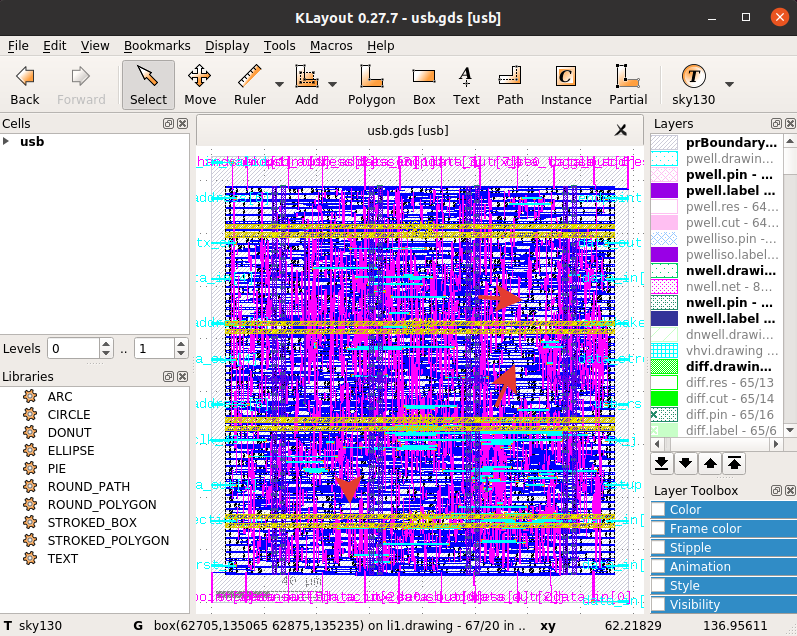 KLayout 0.27.7 - usb.gds [usb]
File Edit View Bookmarks Display Tools Macros Help
Back Forward Select Move Ruler Add Polygon Box Text Path Instance Partial sky130
Cells
usb
Levels 0 .. 1
Libraries
ARC
CIRCLE
DONUT
ELLIPSE
PIE
ROUND_PATH
ROUND_POLYGON
STROKED_BOX
STROKED_POLYGON
TEXT
usb.gds [usb]
40 µm
Layers
prBoundary...
pwell.drawin...
pwell.pin - ...
pwell.label ...
pwell.res - 64...
pwell.cut - 64...
pwelliso.pin -...
pwelliso.label...
nwell.drawi...
nwell.net - 8...
nwell.pin - ...
nwell.label ...
dnwell.drawi...
vhvi.drawing ...
diff.drawin...
diff.res - 65/13
diff.cut - 65/14
diff.pin - 65/16
diff.label - 65/6
Layer Toolbox
Color
Frame color
Stipple
Animation
Style
Visibility
T sky130 G box(62705,135065 62875,135235) on li1.drawing - 67/20 in .. xy 62.21829 136.95611